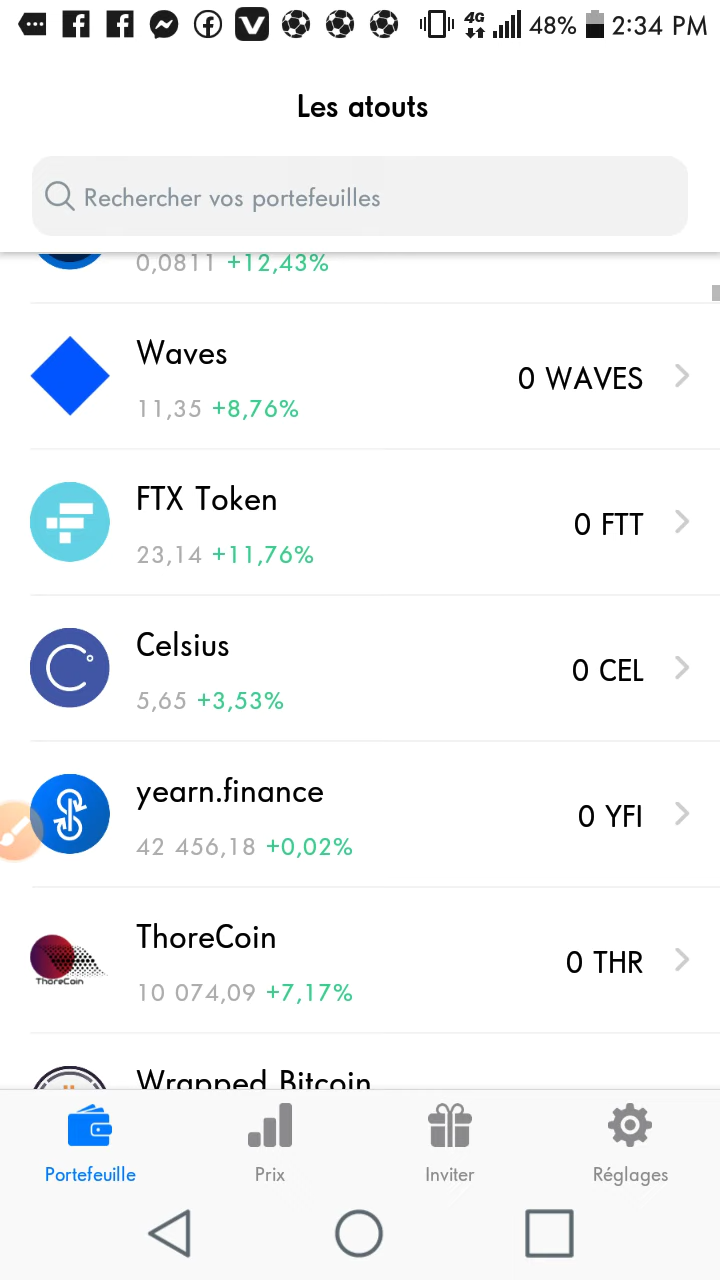 4G 48% 2:34 PM
Les atouts
Rechercher vos portefeuilles
0,0811 +12,43%
Waves
0 WAVES
11,35 +8,76%
FTX Token
0 FTT
23,14 +11,76%
Celsius
0 CEL
5,65 +3,53%
yearn.finance
0 YFI
42 456,18 +0,02%
ThoreCoin
ThoreCoin
0 THR
10 074,09 +7,17%
Wrapped Bitcoin
Portefeuille Prix Inviter Réglages